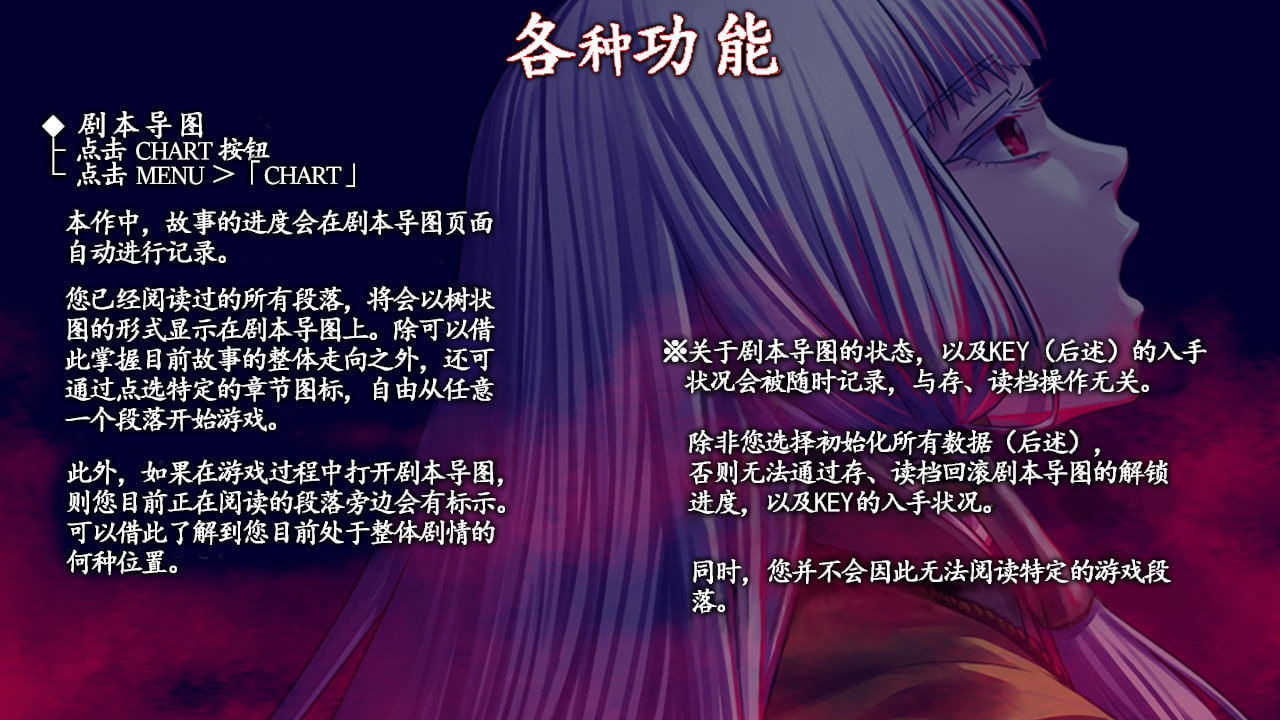 各种功能
◆ 剧本导图
点击 CHART 按钮
点击 MENU ＞「CHART」
本作中，故事的进度会在剧本导图页面
自动进行记录。
您已经阅读过的所有段落，将会以树状
图的形式显示在剧本导图上。除可以借
此掌握目前故事的整体走向之外，还可
通过点选特定的章节图标，自由从任意
一个段落开始游戏。
此外，如果在游戏过程中打开剧本导图，
则您目前正在阅读的段落旁边会有标示。
可以借此了解到您目前处于整体剧情的
何种位置。
※关于剧本导图的状态，以及KEY（后述）的入手
状况会被随时记录，与存、读档操作无关。
除非您选择初始化所有数据（后述），
否则无法通过存、读档回滚剧本导图的解锁
进度，以及KEY的入手状况。
同时，您并不会因此无法阅读特定的游戏段
落。